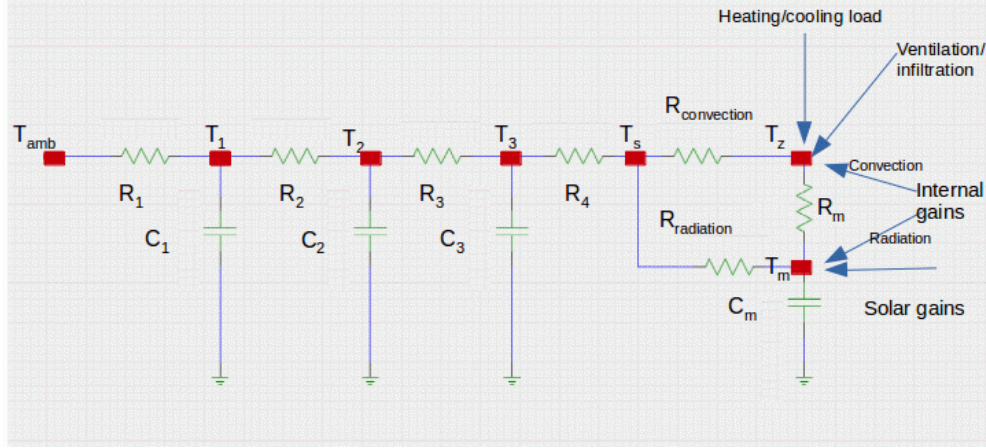 Heating/cooling load
Ventilation/
infiltration
R_convection
T_amb
T_1
T_2
T_3
T_s
T_z
Convection
Internal
gains
R_1
R_2
R_3
R_4
R_radiation
R_m
Radiation
C_1
C_2
C_3
T_m
C_m
Solar gains